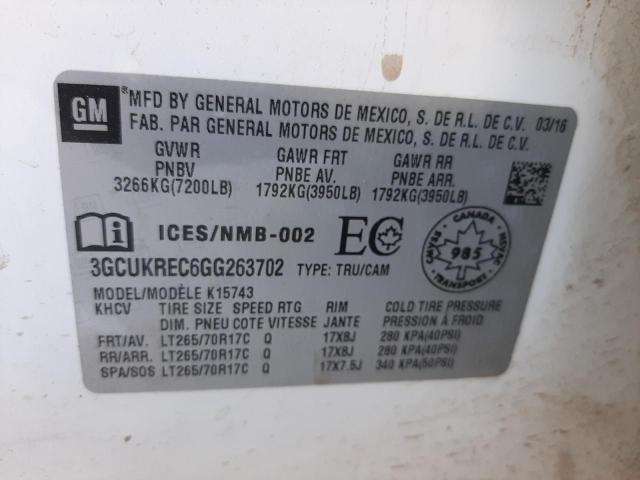 GM
® MFD BY GENERAL MOTORS DE MEXICO, S. DE R.L. DE C.V. 03/16
FAB. PAR GENERAL MOTORS DE MEXICO, S. DE R.L. DE C.V.
GVWR GAWR FRT GAWR RR
PNBV PNBE AV. PNBE ARR.
3266KG(7200LB) 1792KG(3950LB) 1792KG(3950LB)
i ICES/NMB-002 EC
CANADA
CMVSS NSVAC
985
TRANSPORT
3GCUKREC6GG263702 TYPE: TRU/CAM
MODEL/MODÈLE K15743
KHCV TIRE SIZE SPEED RTG RIM COLD TIRE PRESSURE
DIM. PNEU COTE VITESSE JANTE PRESSION À FROID
FRT/AV. LT265/70R17C Q 17X8J 280 KPA(40PSI)
RR/ARR. LT265/70R17C Q 17X8J 280 KPA(40PSI)
SPA/SOS LT265/70R17C Q 17X7.5J 340 KPA(50PSI)